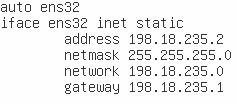 auto ens32
iface ens32 inet static
address 198.18.235.2
netmask 255.255.255.0
network 198.18.235.0
gateway 198.18.235.1